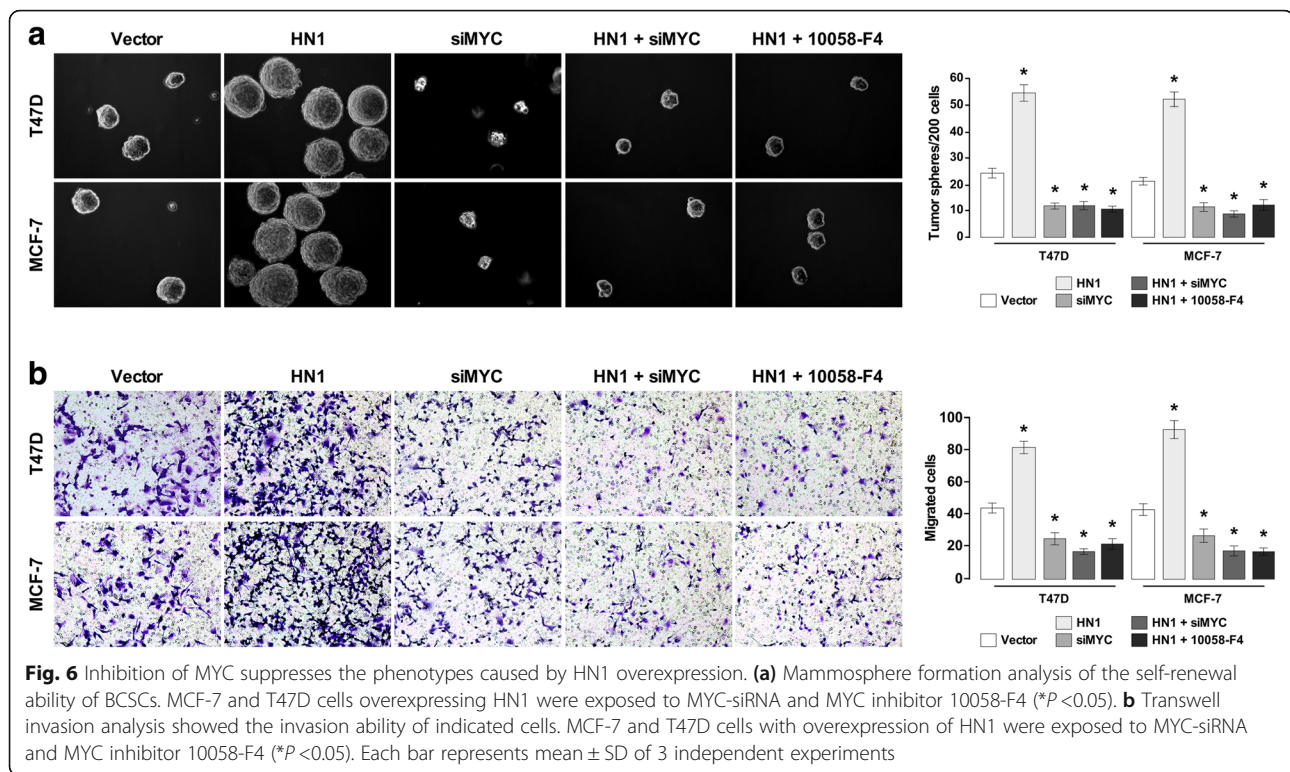 a
Vector HN1 siMYC HN1 + siMYC HN1 + 10058-F4
T47D
MCF-7
Tumor spheres/200 cells
60
50
40
30
20
10
0
* * * * * * * *
T47D MCF-7
Vector HN1 siMYC HN1 + siMYC HN1 + 10058-F4
b
Vector HN1 siMYC HN1 + siMYC HN1 + 10058-F4
T47D
MCF-7
Migrated cells
100
80
60
40
20
0
* * * * * * * *
T47D MCF-7
Vector HN1 siMYC HN1 + siMYC HN1 + 10058-F4
Fig. 6 Inhibition of MYC suppresses the phenotypes caused by HN1 overexpression. (a) Mammosphere formation analysis of the self-renewal
ability of BCSCs. MCF-7 and T47D cells overexpressing HN1 were exposed to MYC-siRNA and MYC inhibitor 10058-F4 (*P <0.05). b Transwell
invasion analysis showed the invasion ability of indicated cells. MCF-7 and T47D cells with overexpression of HN1 were exposed to MYC-siRNA
and MYC inhibitor 10058-F4 (*P <0.05). Each bar represents mean ± SD of 3 independent experiments